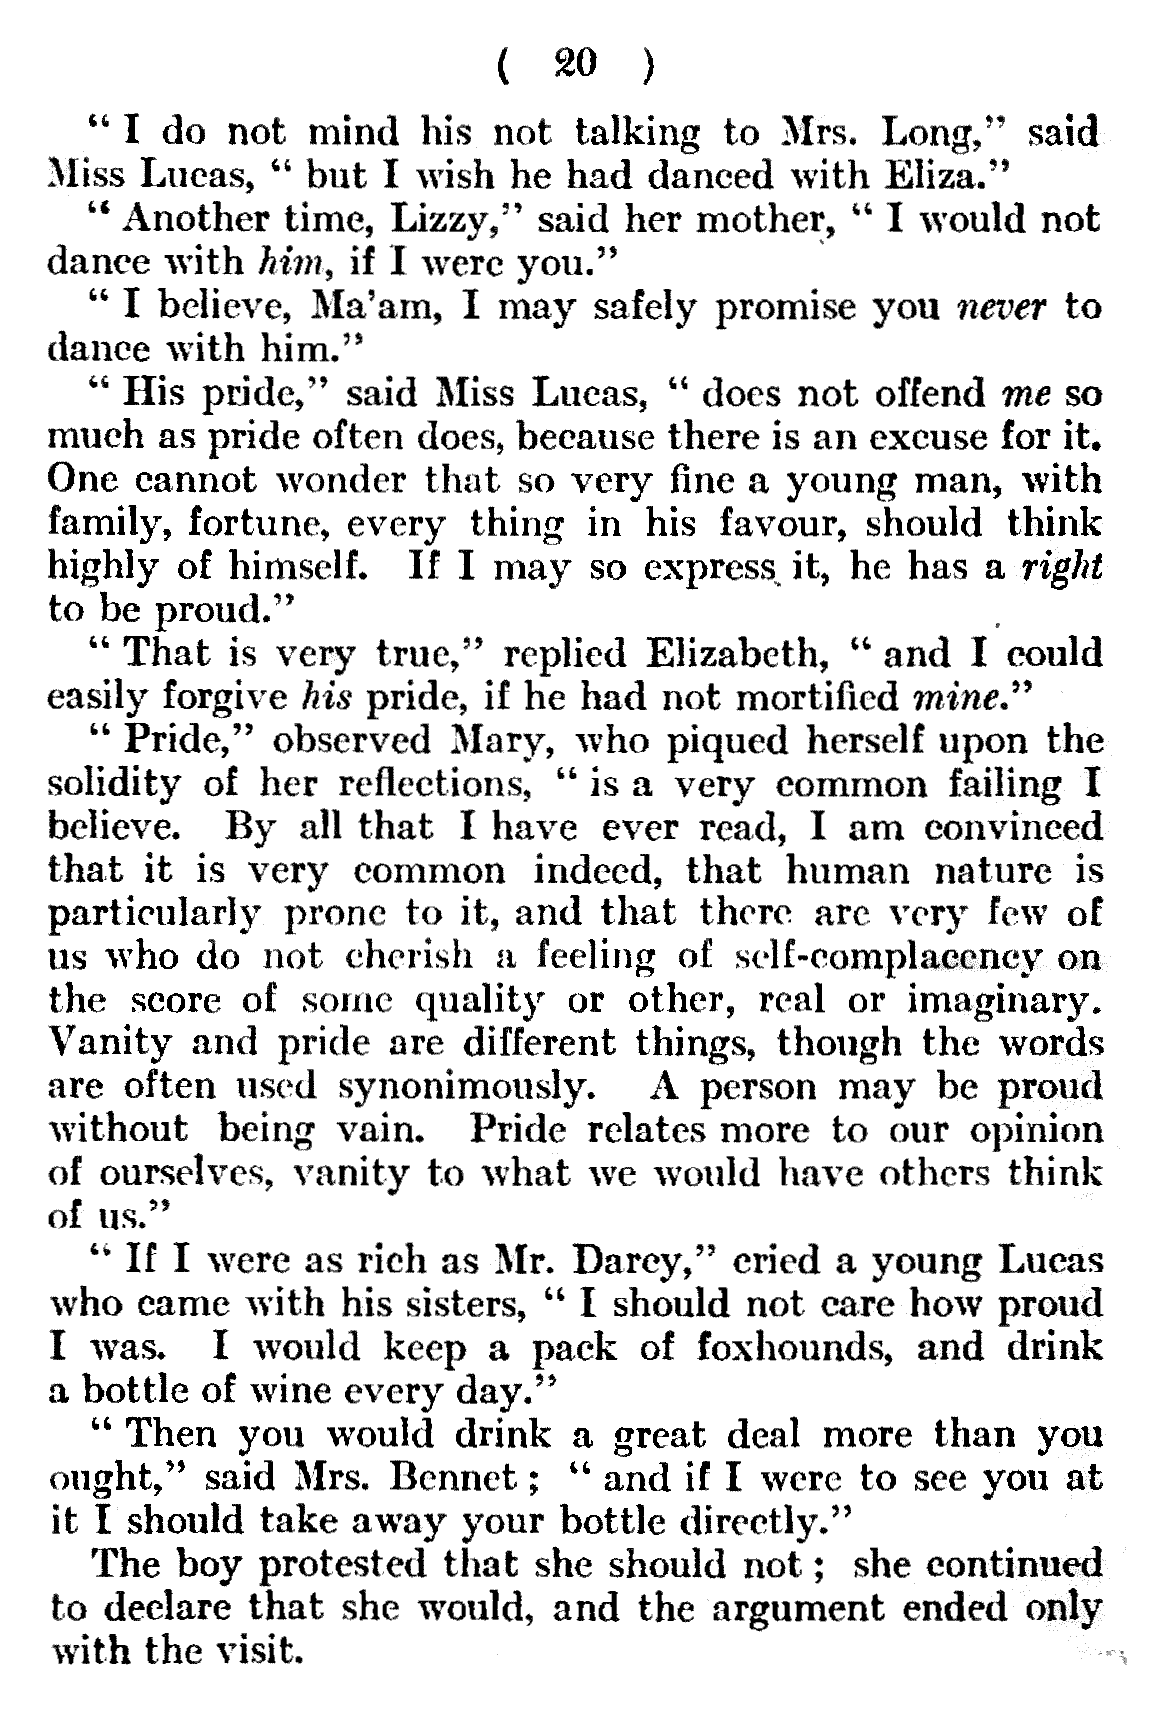 ( 20 )
“ I do not mind his not talking to Mrs. Long,” said
Miss Lucas, “ but I wish he had danced with Eliza.”
“ Another time, Lizzy,” said her mother, “ I would not
dance with him, if I were you.”
“ I believe, Ma’am, I may safely promise you never to
dance with him.”
“ His pride,” said Miss Lucas, “ does not offend me so
much as pride often does, because there is an excuse for it.
One cannot wonder that so very fine a young man, with
family, fortune, every thing in his favour, should think
highly of himself. If I may so express it, he has a right
to be proud.”
“ That is very true,” replied Elizabeth, “ and I could
easily forgive his pride, if he had not mortified mine.”
“ Pride,” observed Mary, who piqued herself upon the
solidity of her reflections, “ is a very common failing I
believe. By all that I have ever read, I am convinced
that it is very common indeed, that human nature is
particularly prone to it, and that there are very few of
us who do not cherish a feeling of self-complacency on
the score of some quality or other, real or imaginary.
Vanity and pride are different things, though the words
are often used synonimously. A person may be proud
without being vain. Pride relates more to our opinion
of ourselves, vanity to what we would have others think
of us.”
“ If I were as rich as Mr. Darcy,” cried a young Lucas
who came with his sisters, “ I should not care how proud
I was. I would keep a pack of foxhounds, and drink
a bottle of wine every day.”
“ Then you would drink a great deal more than you
ought,” said Mrs. Bennet ; “ and if I were to see you at
it I should take away your bottle directly.”
The boy protested that she should not ; she continued
to declare that she would, and the argument ended only
with the visit.